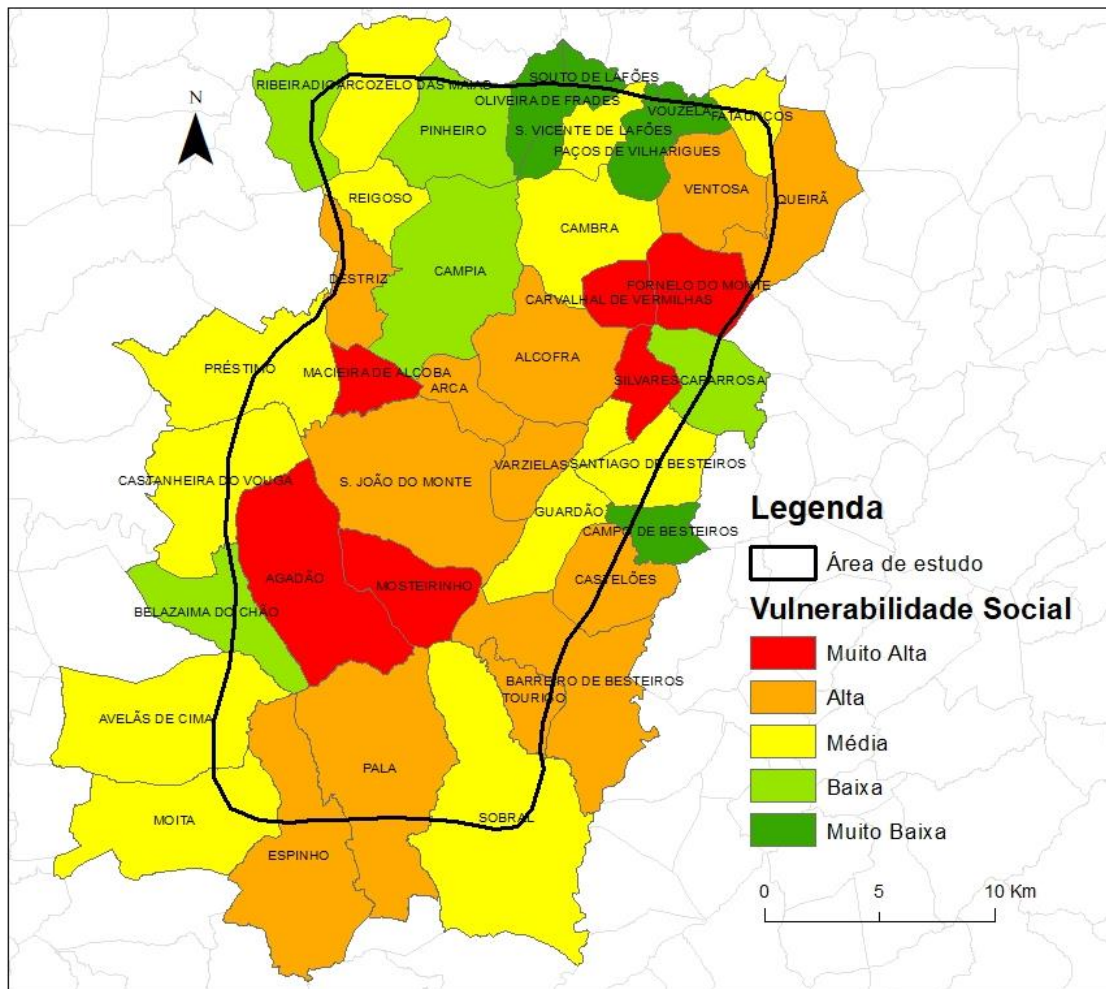 SOUTO DE LAFÕES
RIBEIRADIO
ARCOZELO DAS MAIAS
N
OLIVEIRA DE FRADES
VOUZELA
FATAUNÇOS
PINHEIRO
S. VICENTE DE LAFÕES
PAÇOS DE VILHARIGUES
REIGOSO
VENTOSA
QUEIRÃ
CAMBRA
DESTRIZ
CAMPIA
FORNELO DO MONTE
CARVALHAL DE VERMILHAS
ALCOFRA
PRÉSTIMO
MACIEIRA DE ALCOBA
ARCA
SILVARES
CAPARROSA
CASTANHEIRA DO VOUGA
S. JOÃO DO MONTE
VARZIELAS
SANTIAGO DE BESTEIROS
GUARDÃO
CAMPO DE BESTEIROS
AGADÃO
MOSTEIRINHO
CASTELÕES
BELAZAIMA DO CHÃO
BARREIRO DE BESTEIROS
TOURIGO
AVELÃS DE CIMA
PALA
MOITA
SOBRAL
ESPINHO
Legenda
Área de estudo
Vulnerabilidade Social
Muito Alta
Alta
Média
Baixa
Muito Baixa
0 5 10 Km